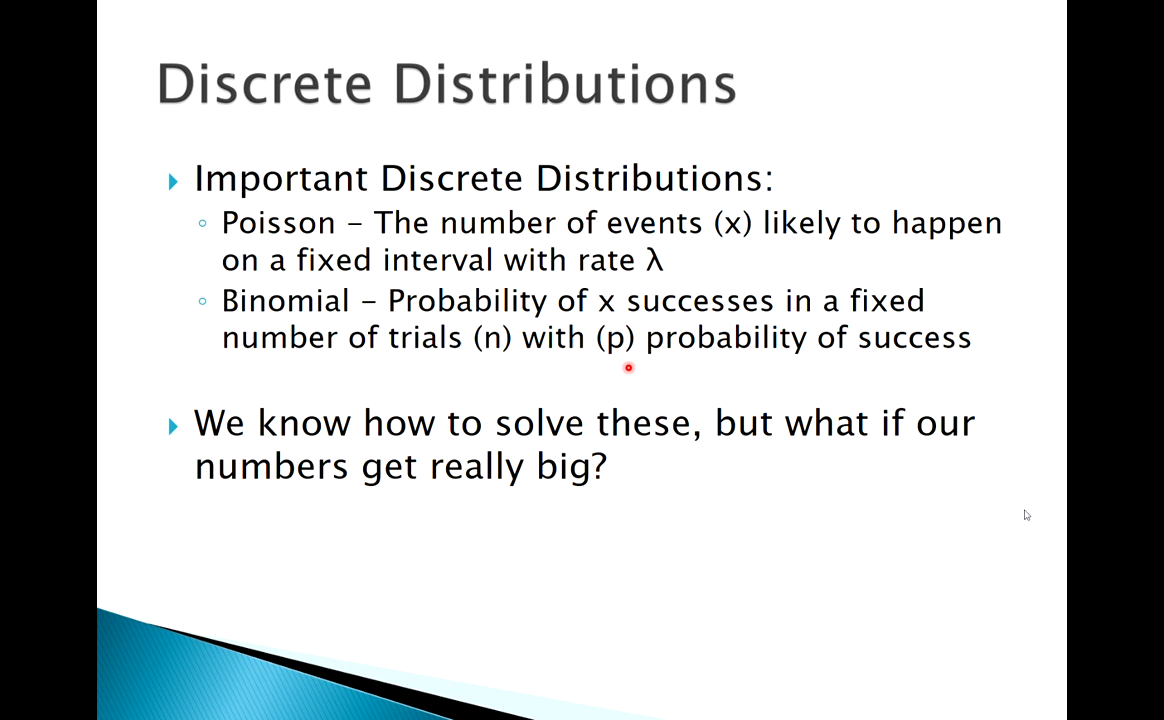 Discrete Distributions
Important Discrete Distributions:
Poisson – The number of events (x) likely to happen
on a fixed interval with rate λ
Binomial – Probability of x successes in a fixed
number of trials (n) with (p) probability of success
We know how to solve these, but what if our
numbers get really big?